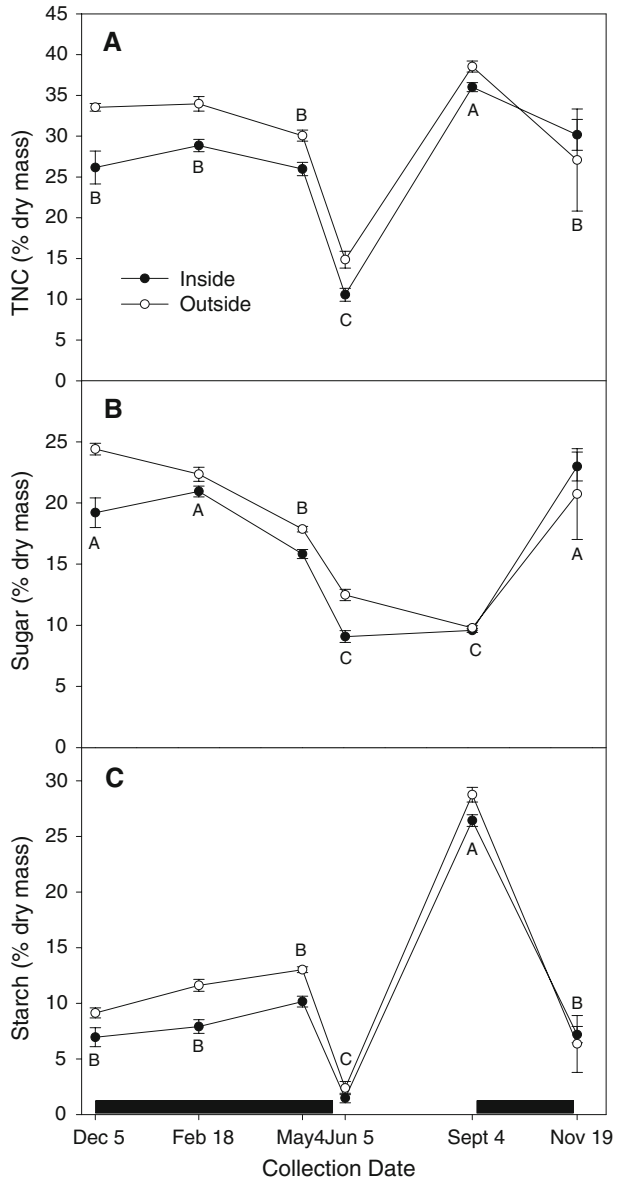 45
A
40
35
B
30
25
B
B
A
B
20
15
Inside
Outside
10
C
5
0
TNC (% dry mass)
B
25
B
20
A
A
A
15
10
C
C
5
0
Sugar (% dry mass)
C
30
25
A
20
15
B
B
10
C
B
B
5
0
Starch (% dry mass)
Dec 5 Feb 18 May4Jun 5 Sept 4 Nov 19
Collection Date